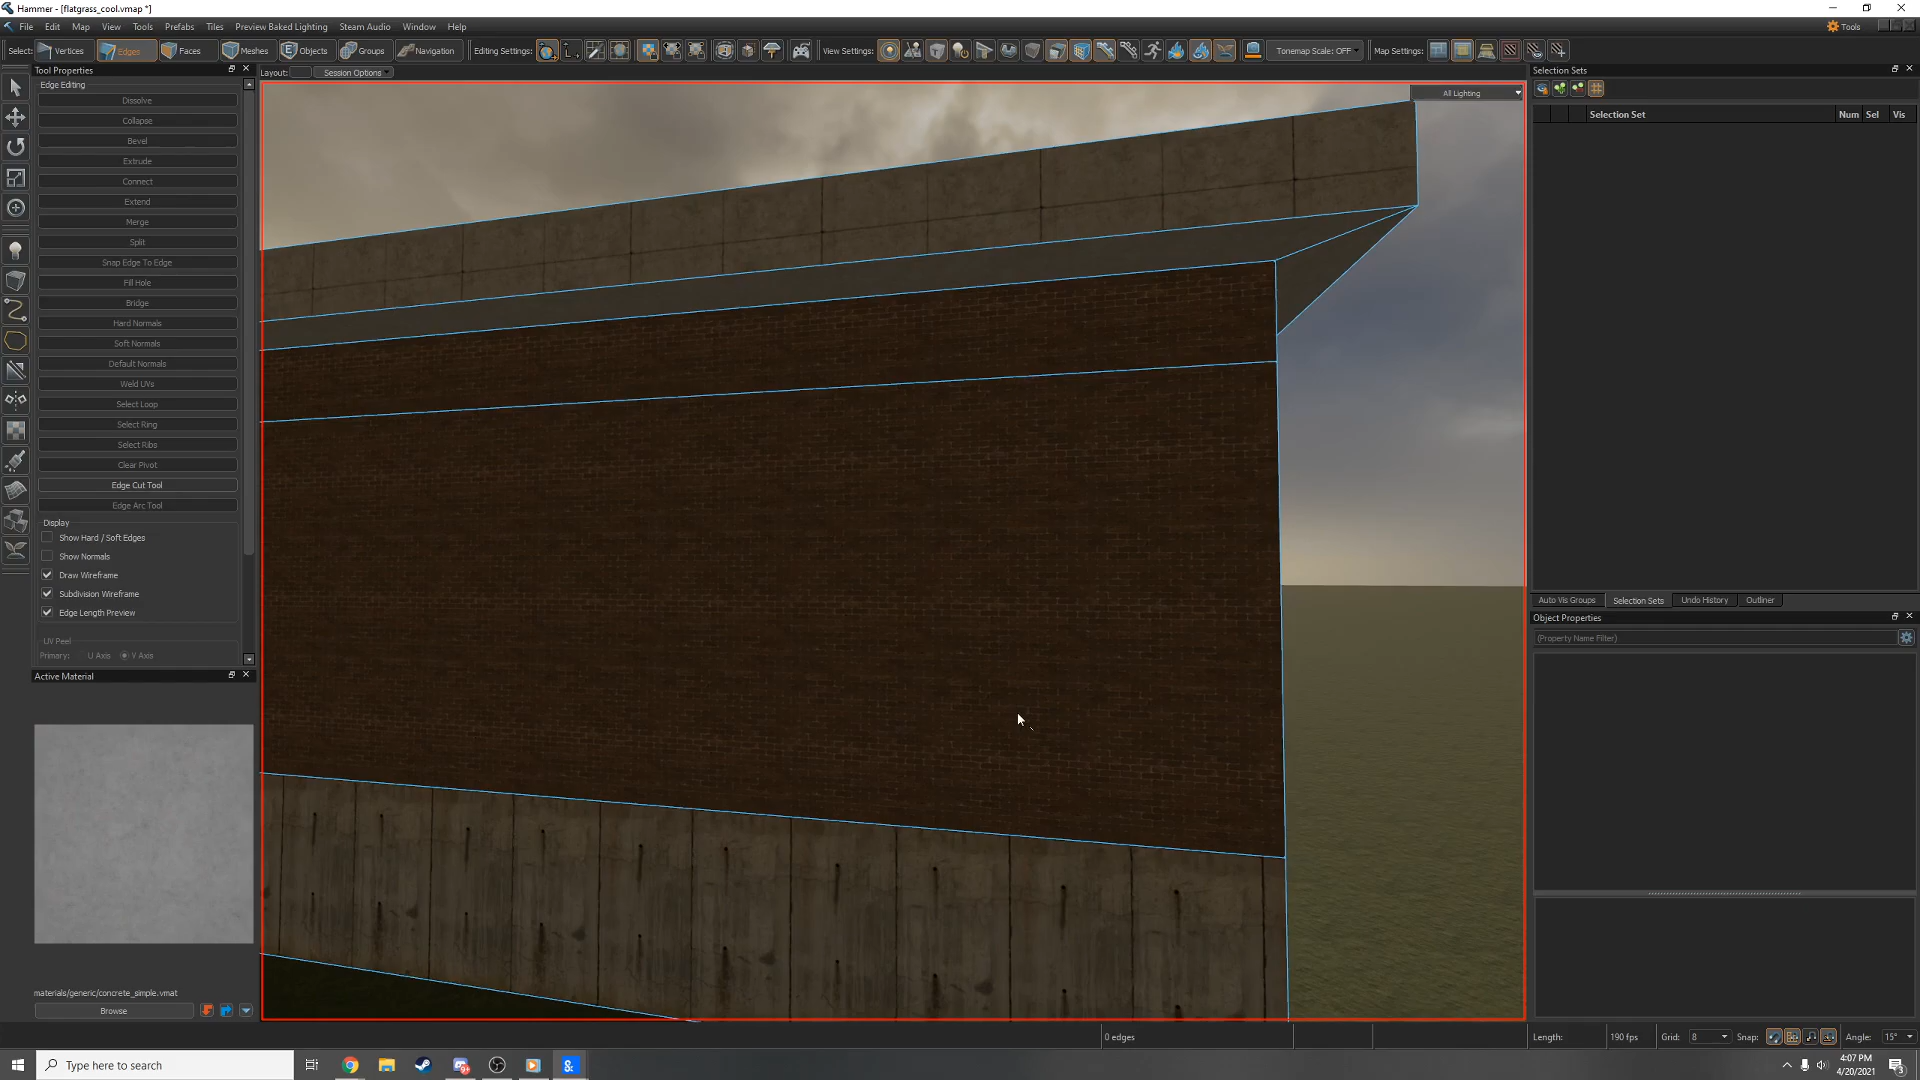 Hammer - [flatgrass_cool.vmap *]
File Edit Map Tools Prefabs Tiles Preview Baked Lighting Steam Audio Window Help
Tools
Select: Vertices Edges Faces Meshes Objects Groups Navigation Editing Settings: View Settings: Tonemap Scale: OFF Map Settings:
Tool Properties
Layout: Session Options
Selection Sets
Edge Editing
All Lighting
Dissolve
Collapse
Bevel
Extrude
Connect
Extend
Merge
Split
Snap Edge To Edge
Fill Hole
Bridge
Hard Normals
Soft Normals
Default Normals
Weld UVs
Select Loop
Select Ring
Select Ribs
Clear Pivot
Edge Cut Tool
Edge Arc Tool
Display
Show Hard / Soft Edges
Show Normals
Draw Wireframe
Subdivision Wireframe
Edge Length Preview
UV Peel
Primary: U Axis V Axis
Active Material
materials/generic/concrete_simple.vmat
Browse
Selection Set Num Sel Vis
Auto Vis Groups Selection Sets Undo History Outliner
Object Properties
(Property Name Filter)
0 edges
Length: 190 fps Grid: 8 Snap: Angle: 15°
Type here to search
9+
4:07 PM
4/20/2021
3